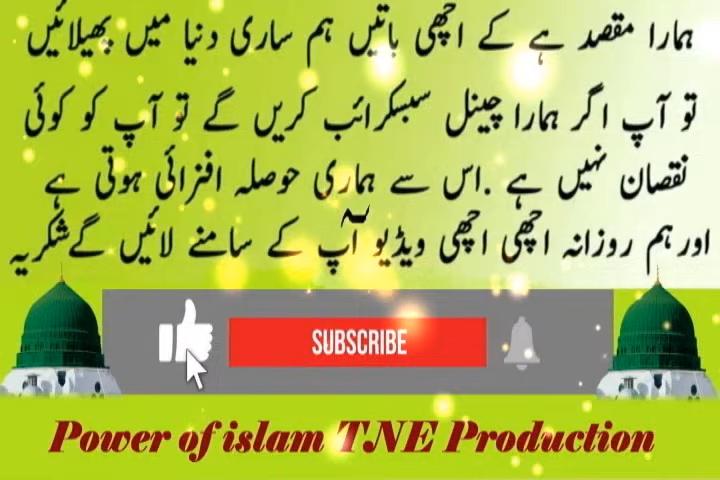 ہمارا مقصد ہے کے اچھی باتیں ہم ساری دنیا میں پھیلائیں
تو آپ اگر ہمارا چینل سبسکرائب کریں گے تو آپ کو کوئی
نقصان نہیں ہے .اس سے ہماری حوصلہ افزائی ہوتی ہے
اور ہم روزانہ اچھی اچھی ویڈیو آپ کے سامنے لائیں گے شکریہ
SUBSCRIBE
Power of islam TNE Production